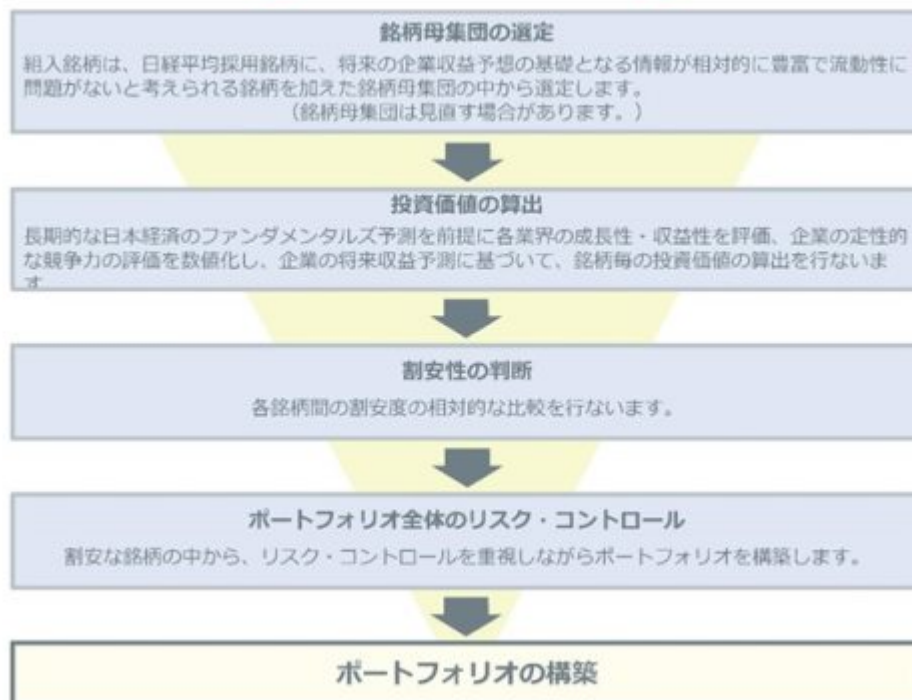 銘柄母集団の選定
組入銘柄は、日経平均採用銘柄に、将来の企業収益予想の基礎となる情報が相対的に豊富で流動性に
問題がないと考えられる銘柄を加えた銘柄母集団の中から選定します。
（銘柄母集団は見直す場合があります。）
投資価値の算出
長期的な日本経済のファンダメンタルズ予測を前提に各業界の成長性・収益性を評価、企業の定性的
な競争力の評価を数値化し、企業の将来収益予測に基づいて、銘柄毎の投資価値の算出を行ないま
す
割安性の判断
各銘柄間の割安度の相対的な比較を行ないます。
ポートフォリオ全体のリスク・コントロール
割安な銘柄の中から、リスク・コントロールを重視しながらポートフォリオを構築します。
ポートフォリオの構築